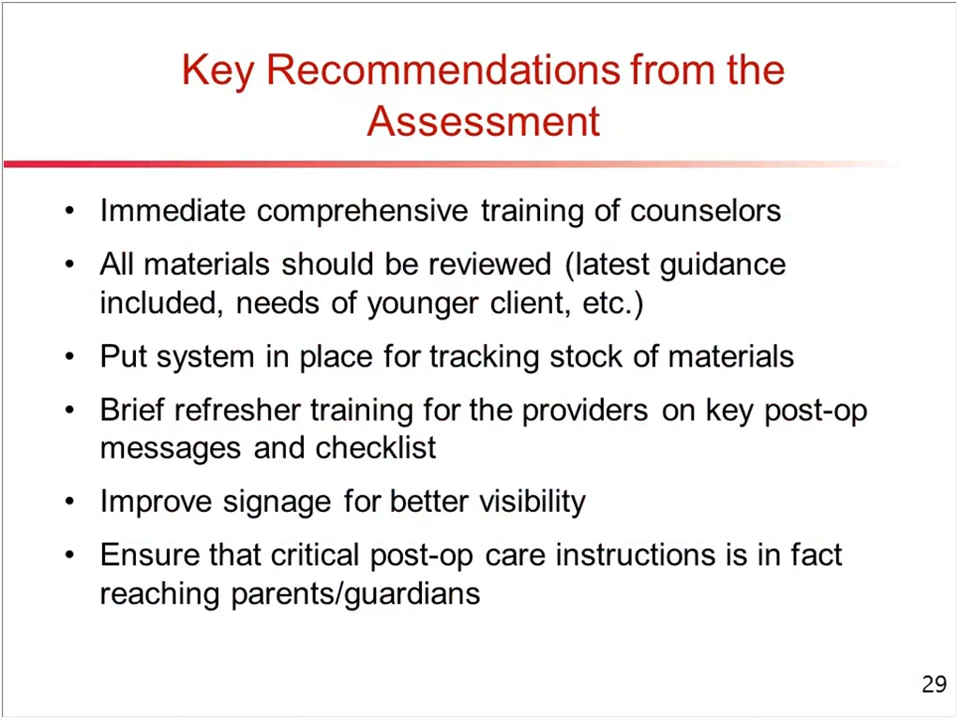 Key Recommendations from the
Assessment
• Immediate comprehensive training of counselors
• All materials should be reviewed (latest guidance
included, needs of younger client, etc.)
• Put system in place for tracking stock of materials
• Brief refresher training for the providers on key post-op
messages and checklist
• Improve signage for better visibility
• Ensure that critical post-op care instructions is in fact
reaching parents/guardians
29